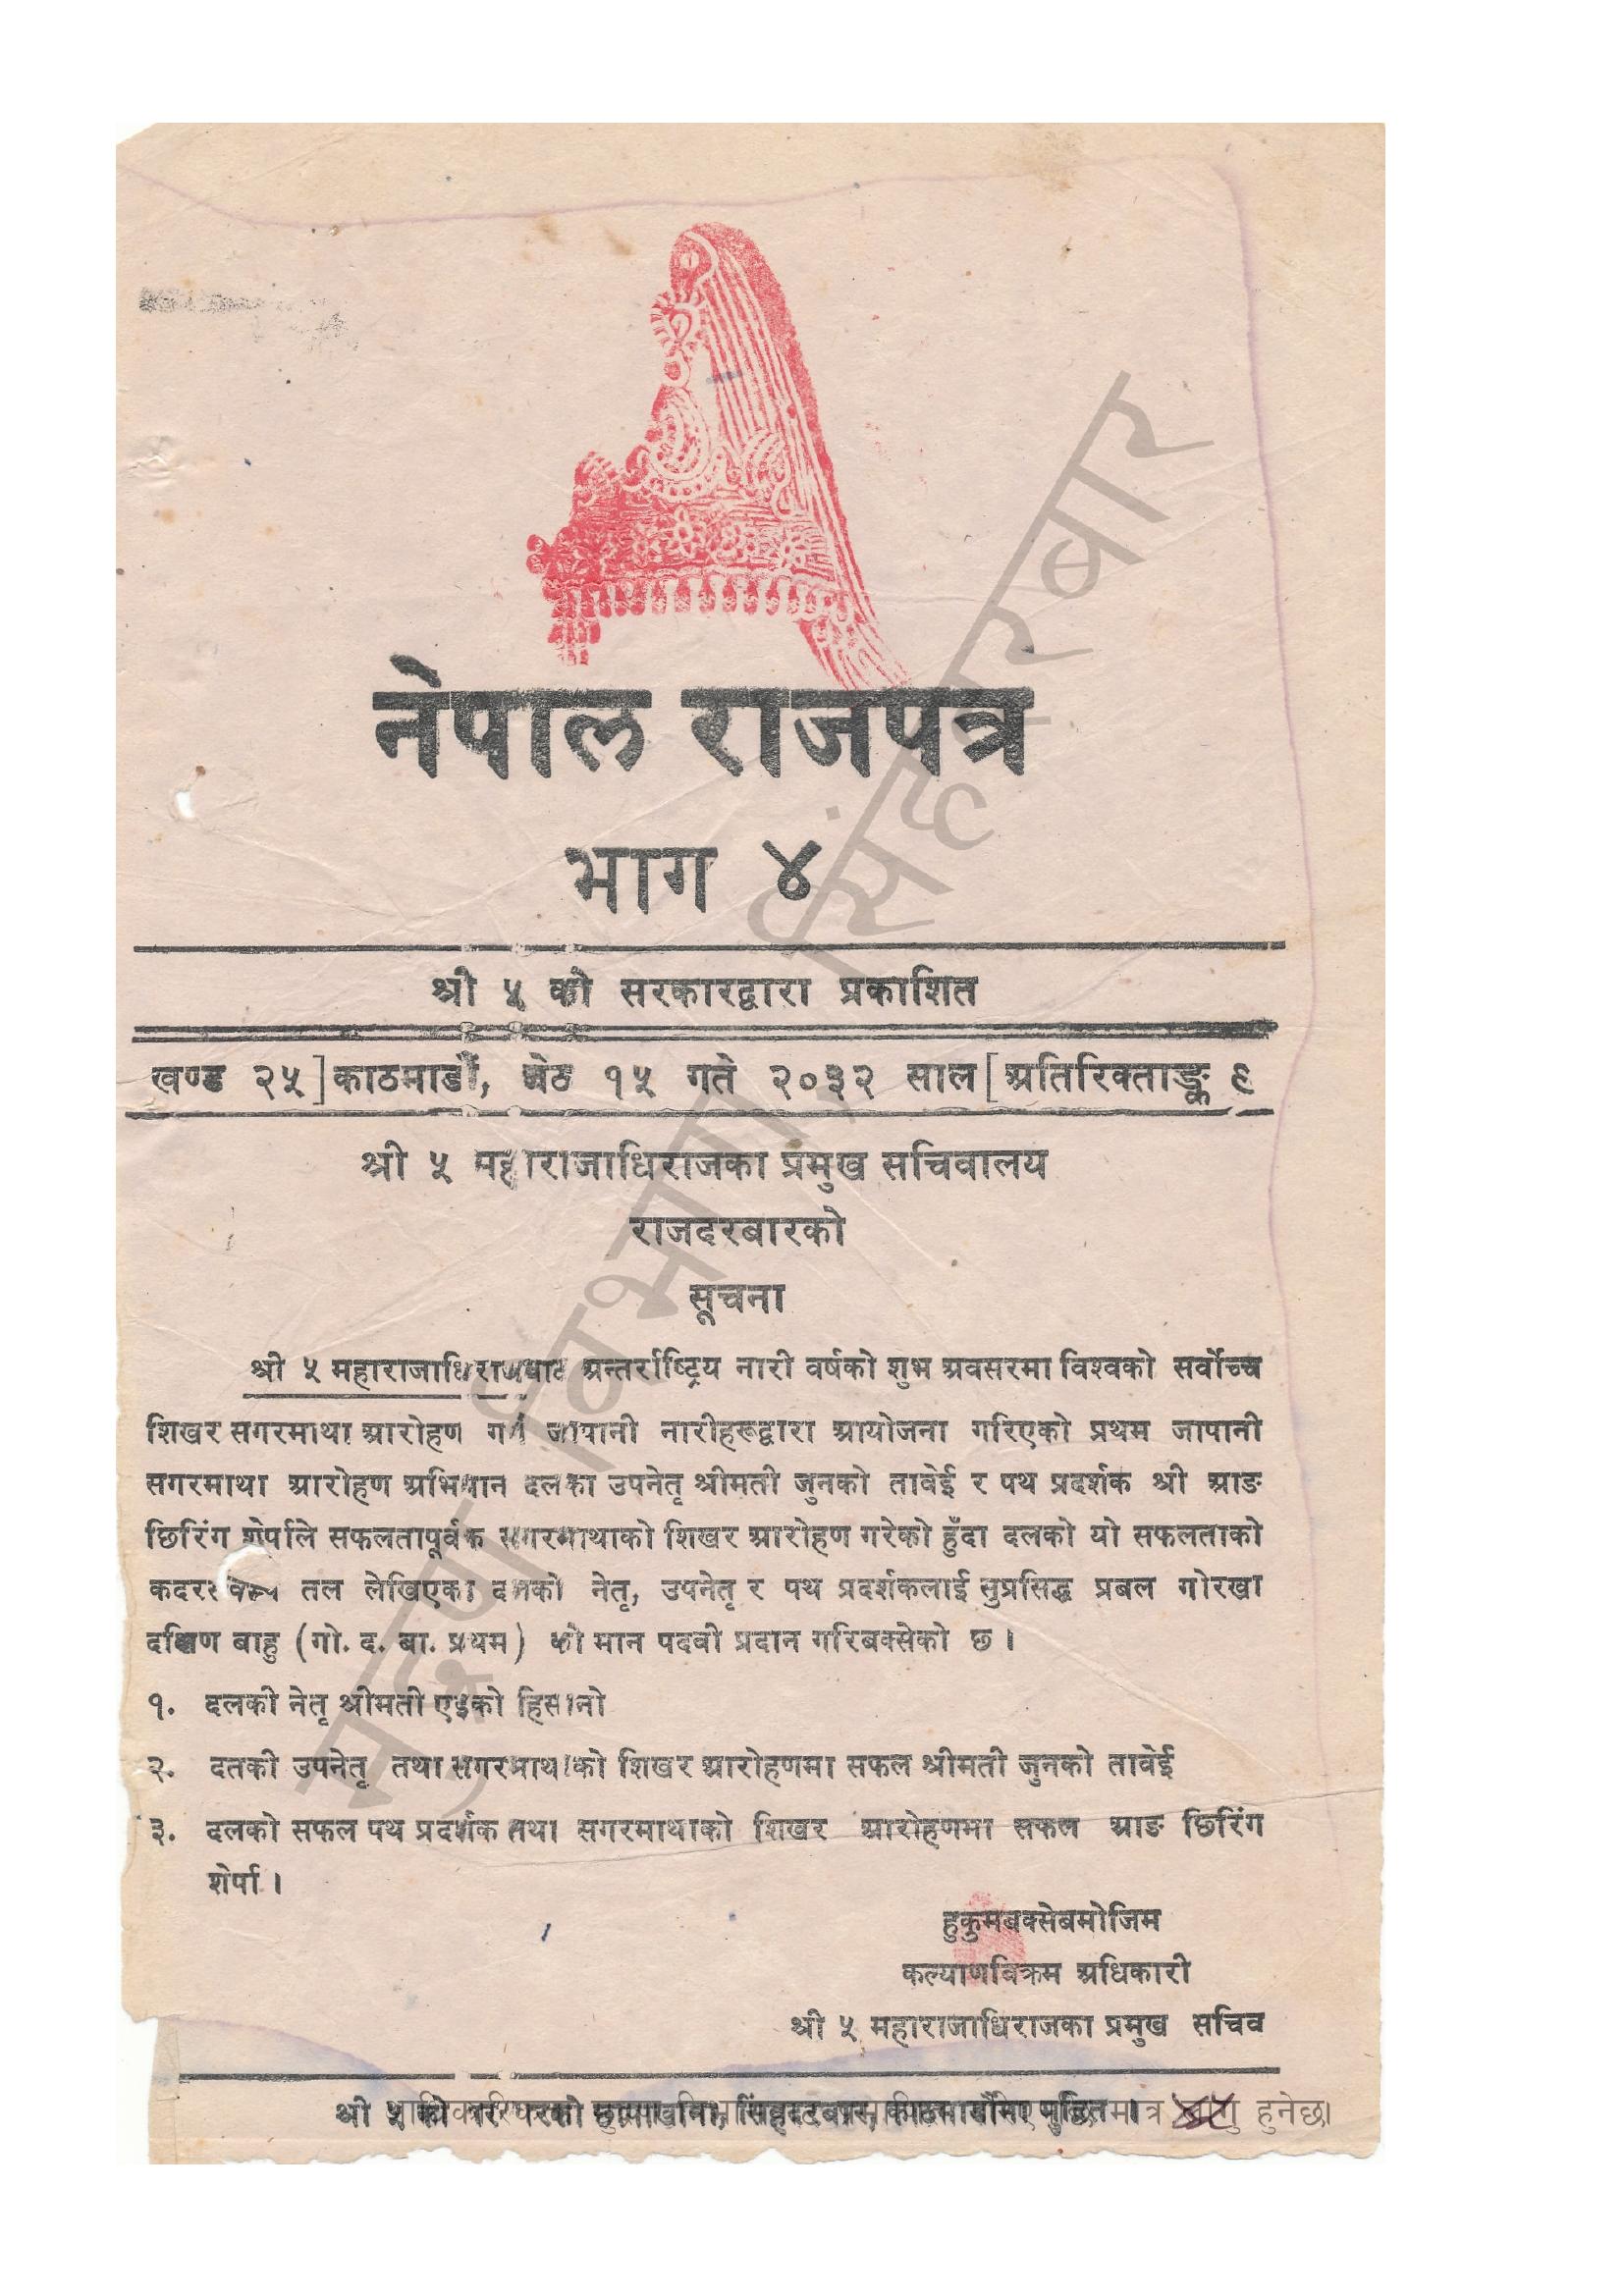 नेपाल राजपत्र
भाग ४
श्री ५ को सरकारद्वारा प्रकाशित
खण्ड २५] काठमाडौं, जेठ १५ गते २०३२ साल [अतिरिक्ताङ्क ९
श्री ५ महाराजाधिराजका प्रमुख सचिवालय
राजदरबारको
सूचना
श्री ५ महाराजाधिराजबाट अन्तर्राष्ट्रिय नारी वर्षको शुभ अवसरमा विश्वको सर्वोच्च
शिखर सगरमाथा आरोहण गर्न जापानी नारीहरूद्वारा आयोजना गरिएको प्रथम जापानी
सगरमाथा आरोहण अभियान दलका उपनेतृ श्रीमती जुनको तावेई र पथ प्रदर्शक श्री आङ
छिरिंग शेर्पाले सफलतापूर्वक सगरमाथाको शिखर आरोहण गरेको हुँदा दलको यो सफलताको
तल लेखिएका दलको नेतृ, उपनेतृ र पथ प्रदर्शकलाई सुप्रसिद्ध प्रबल गोरखा
दक्षिण बाहु (गो. द. बा. प्रथम) को मान पदवी प्रदान गरिबक्सेको छ ।
१. दलकी नेतृ श्रीमती एइको हिसानो
२. दतकी उपनेतृ तथा सगरमाथाको शिखर आरोहणमा सफल श्रीमती जुनको तावेई
३. दलको सफल पथ प्रदर्शक तथा सगरमाथाको शिखर आरोहणमा सफल आङ छिरिंग
शेर्पा ।
हुकुमबक्सेबमोजिम
कल्याणविक्रम अधिकारी
श्री ५ महाराजाधिराजका प्रमुख सचिव
श्री ५ को मुद्रित । हुनेछ।
मुद्रण विभाग, सिंहदरबार